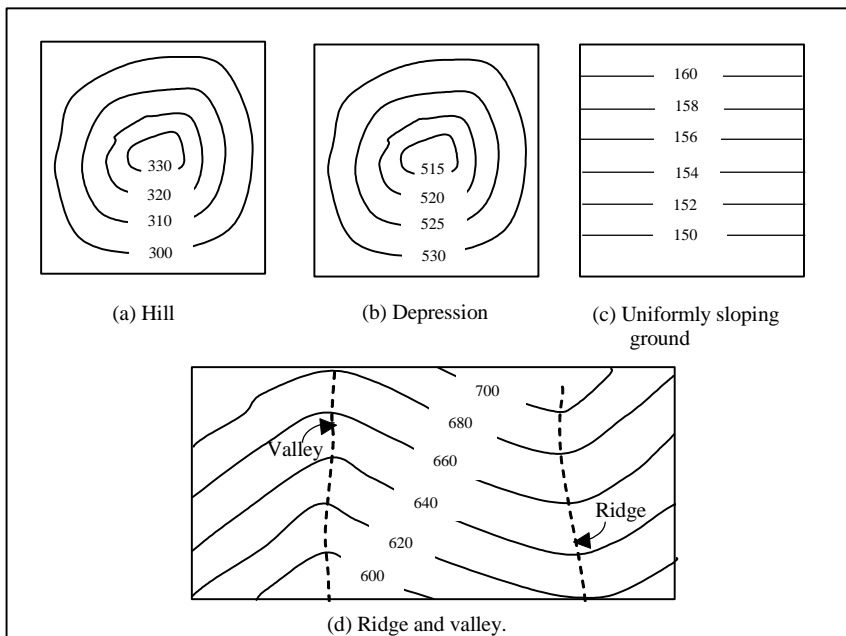 330
320
310
300
(a) Hill
515
520
525
530
(b) Depression
160
158
156
154
152
150
(c) Uniformly sloping
ground
700
680
660
640
620
600
Valley
Ridge
(d) Ridge and valley.